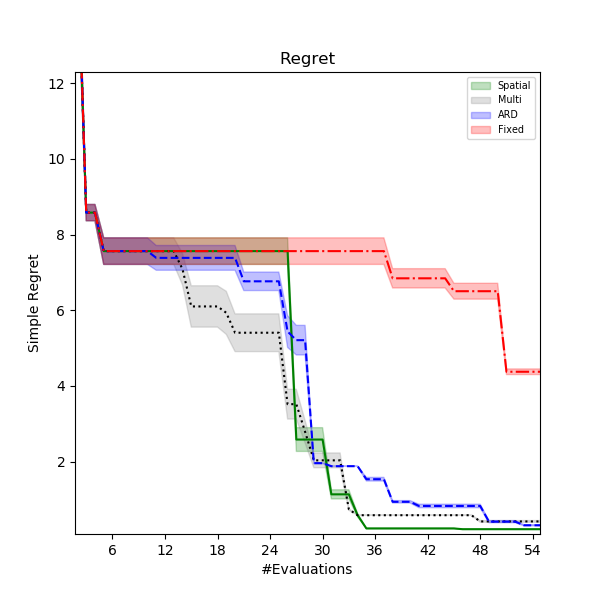 Regret
12
10
8
6
4
2
Simple Regret
Spatial
Multi
ARD
Fixed
6 12 18 24 30 36 42 48 54
#Evaluations